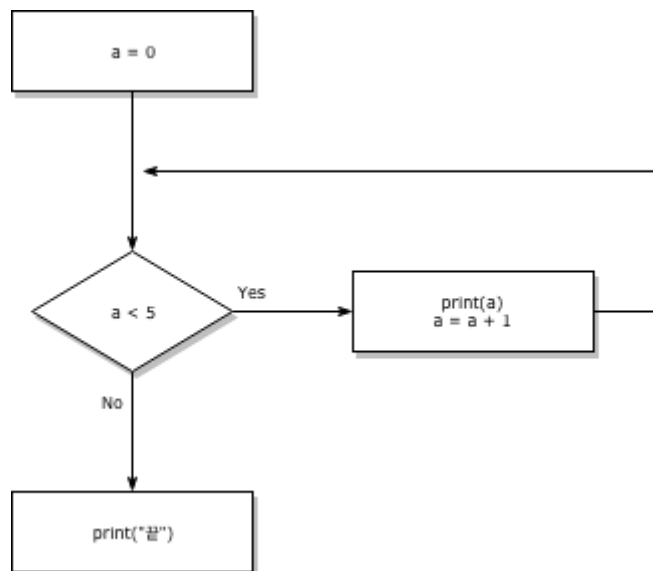 a = 0
a < 5
Yes
print(a)
a = a + 1
No
print("끝")